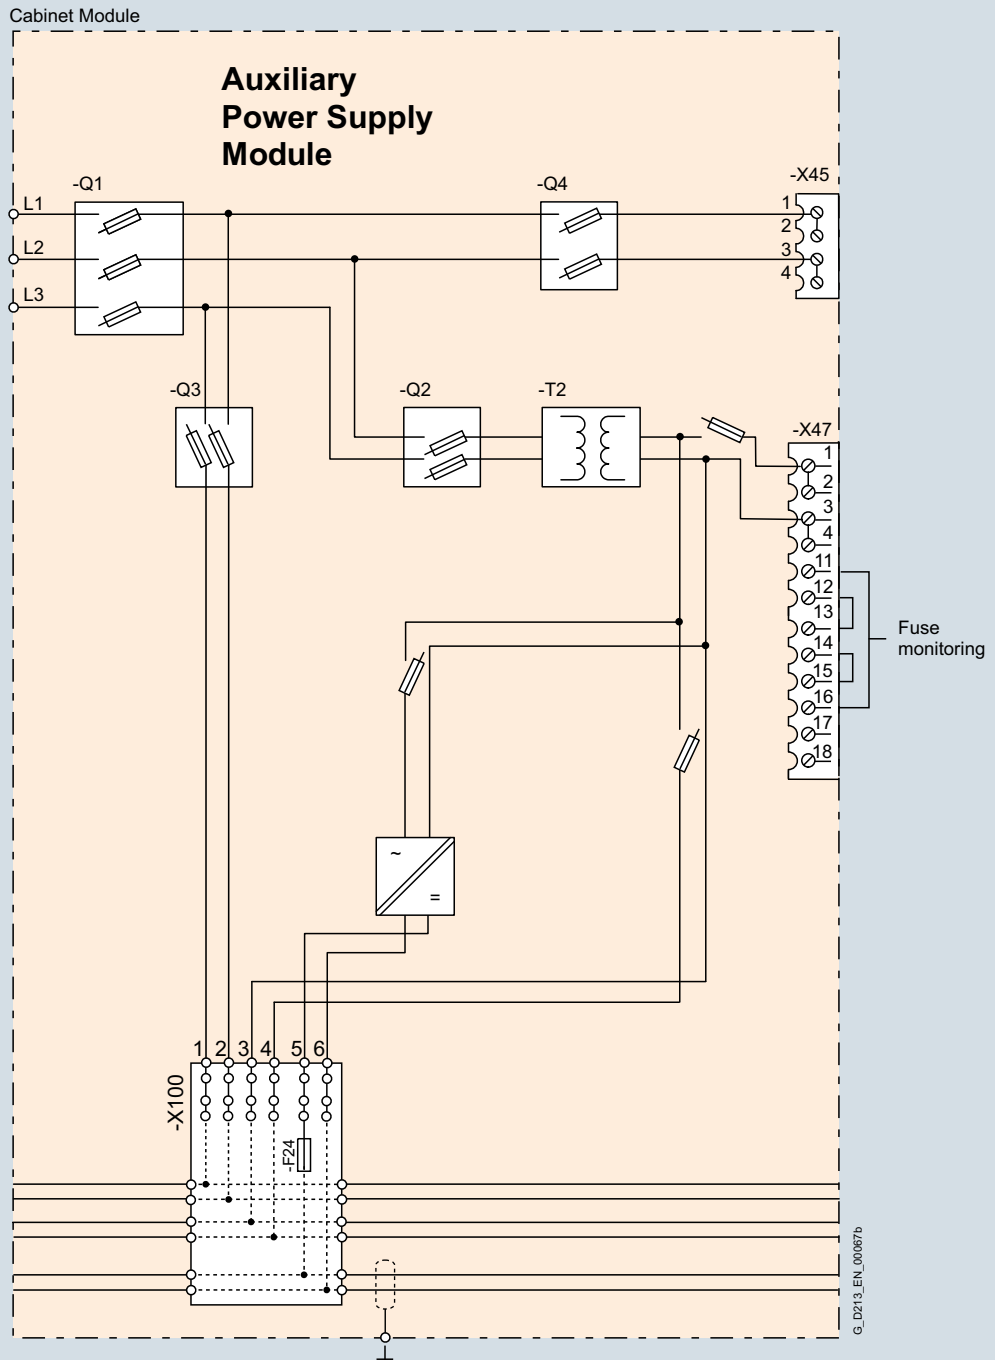 Cabinet Module
Auxiliary
Power Supply
Module
-Q1
-Q4
-X45
L1
L2
L3
1
2
3
4
-Q3
-Q2
-T2
-X47
1
2
3
4
11
12
13
14
15
16
17
18
Fuse
monitoring
~
=
1 2 3 4 5 6
-X100
-F24
G_D213_EN_00067b